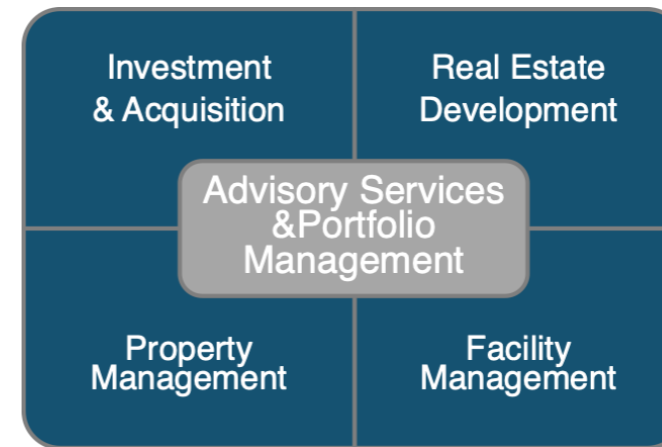 Investment
& Acquisition
Real Estate
Development
Advisory Services
&Portfolio
Management
Property
Management
Facility
Management